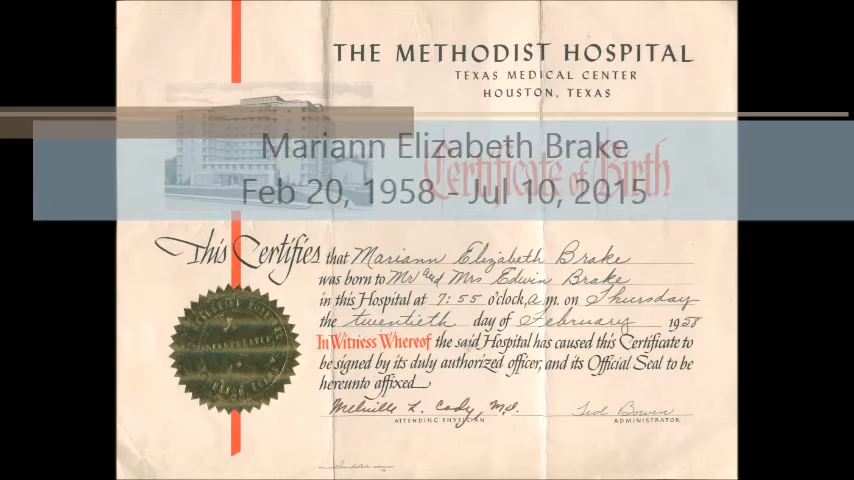 THE METHODIST HOSPITAL
TEXAS MEDICAL CENTER
HOUSTON, TEXAS
Mariann Elizabeth Brake
Certificate of Birth
Feb 20, 1958 - Jul 10, 2015
This Certifies that Mariann Elizabeth Brake
was born to Mr and Mrs Edwin Brake
in this Hospital at 7:55 o'clock, a.m. on Thursday
the twentieth day of February 1958
In Witness Whereof the said Hospital has caused this Certificate to
be signed by its duly authorized officer, and its Official Seal to be
hereunto affixed
Melville L. Cody, M.D. Ted Bowen
ATTENDING PHYSICIAN ADMINISTRATOR